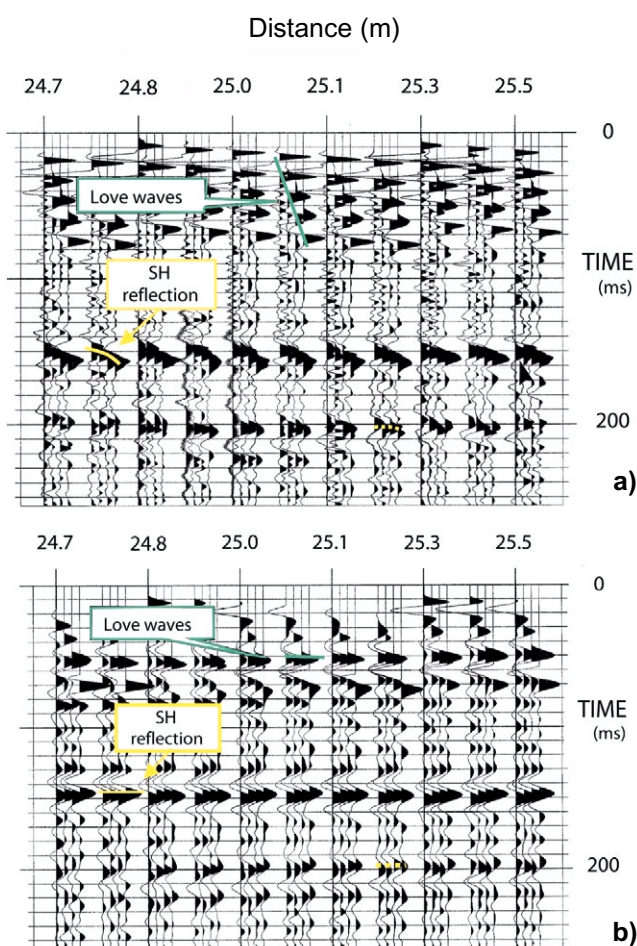 Distance (m)
24.7 24.8 25.0 25.1 25.3 25.5
0
Love waves
TIME
(ms)
SH
reflection
200
a)
24.7 24.8 25.0 25.1 25.3 25.5
0
Love waves
TIME
(ms)
SH
reflection
200
b)